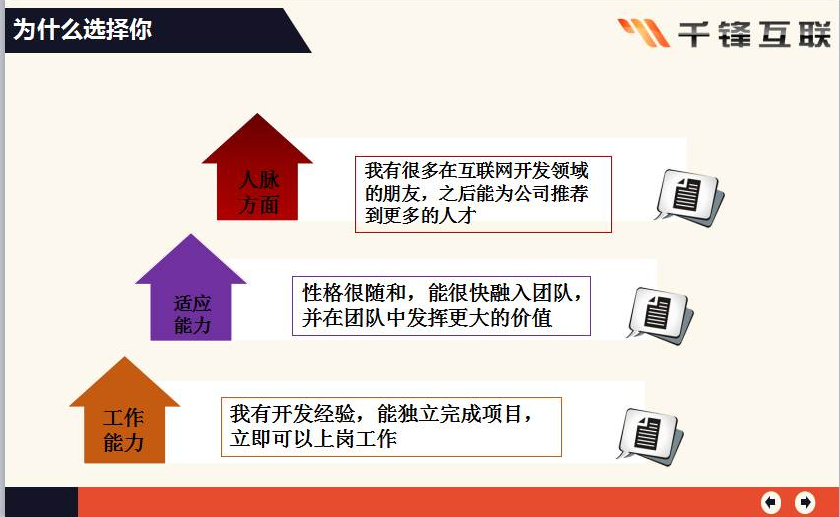 为什么选择你
千锋互联
人脉
方面
我有很多在互联网开发领域
的朋友，之后能为公司推荐
到更多的人才
适应
能力
性格很随和，能很快融入团队，
并在团队中发挥更大的价值
工作
能力
我有开发经验，能独立完成项目，
立即可以上岗工作